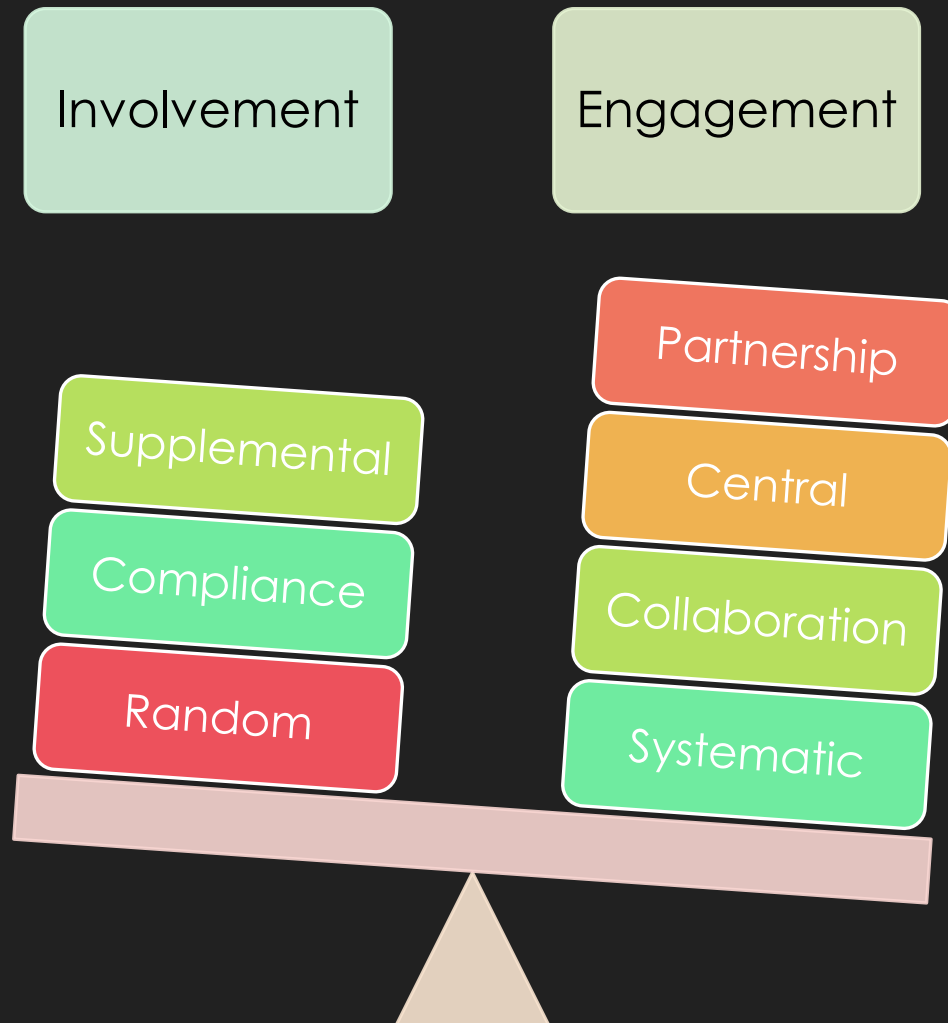 Involvement
Engagement
Supplemental
Compliance
Random
Partnership
Central
Collaboration
Systematic